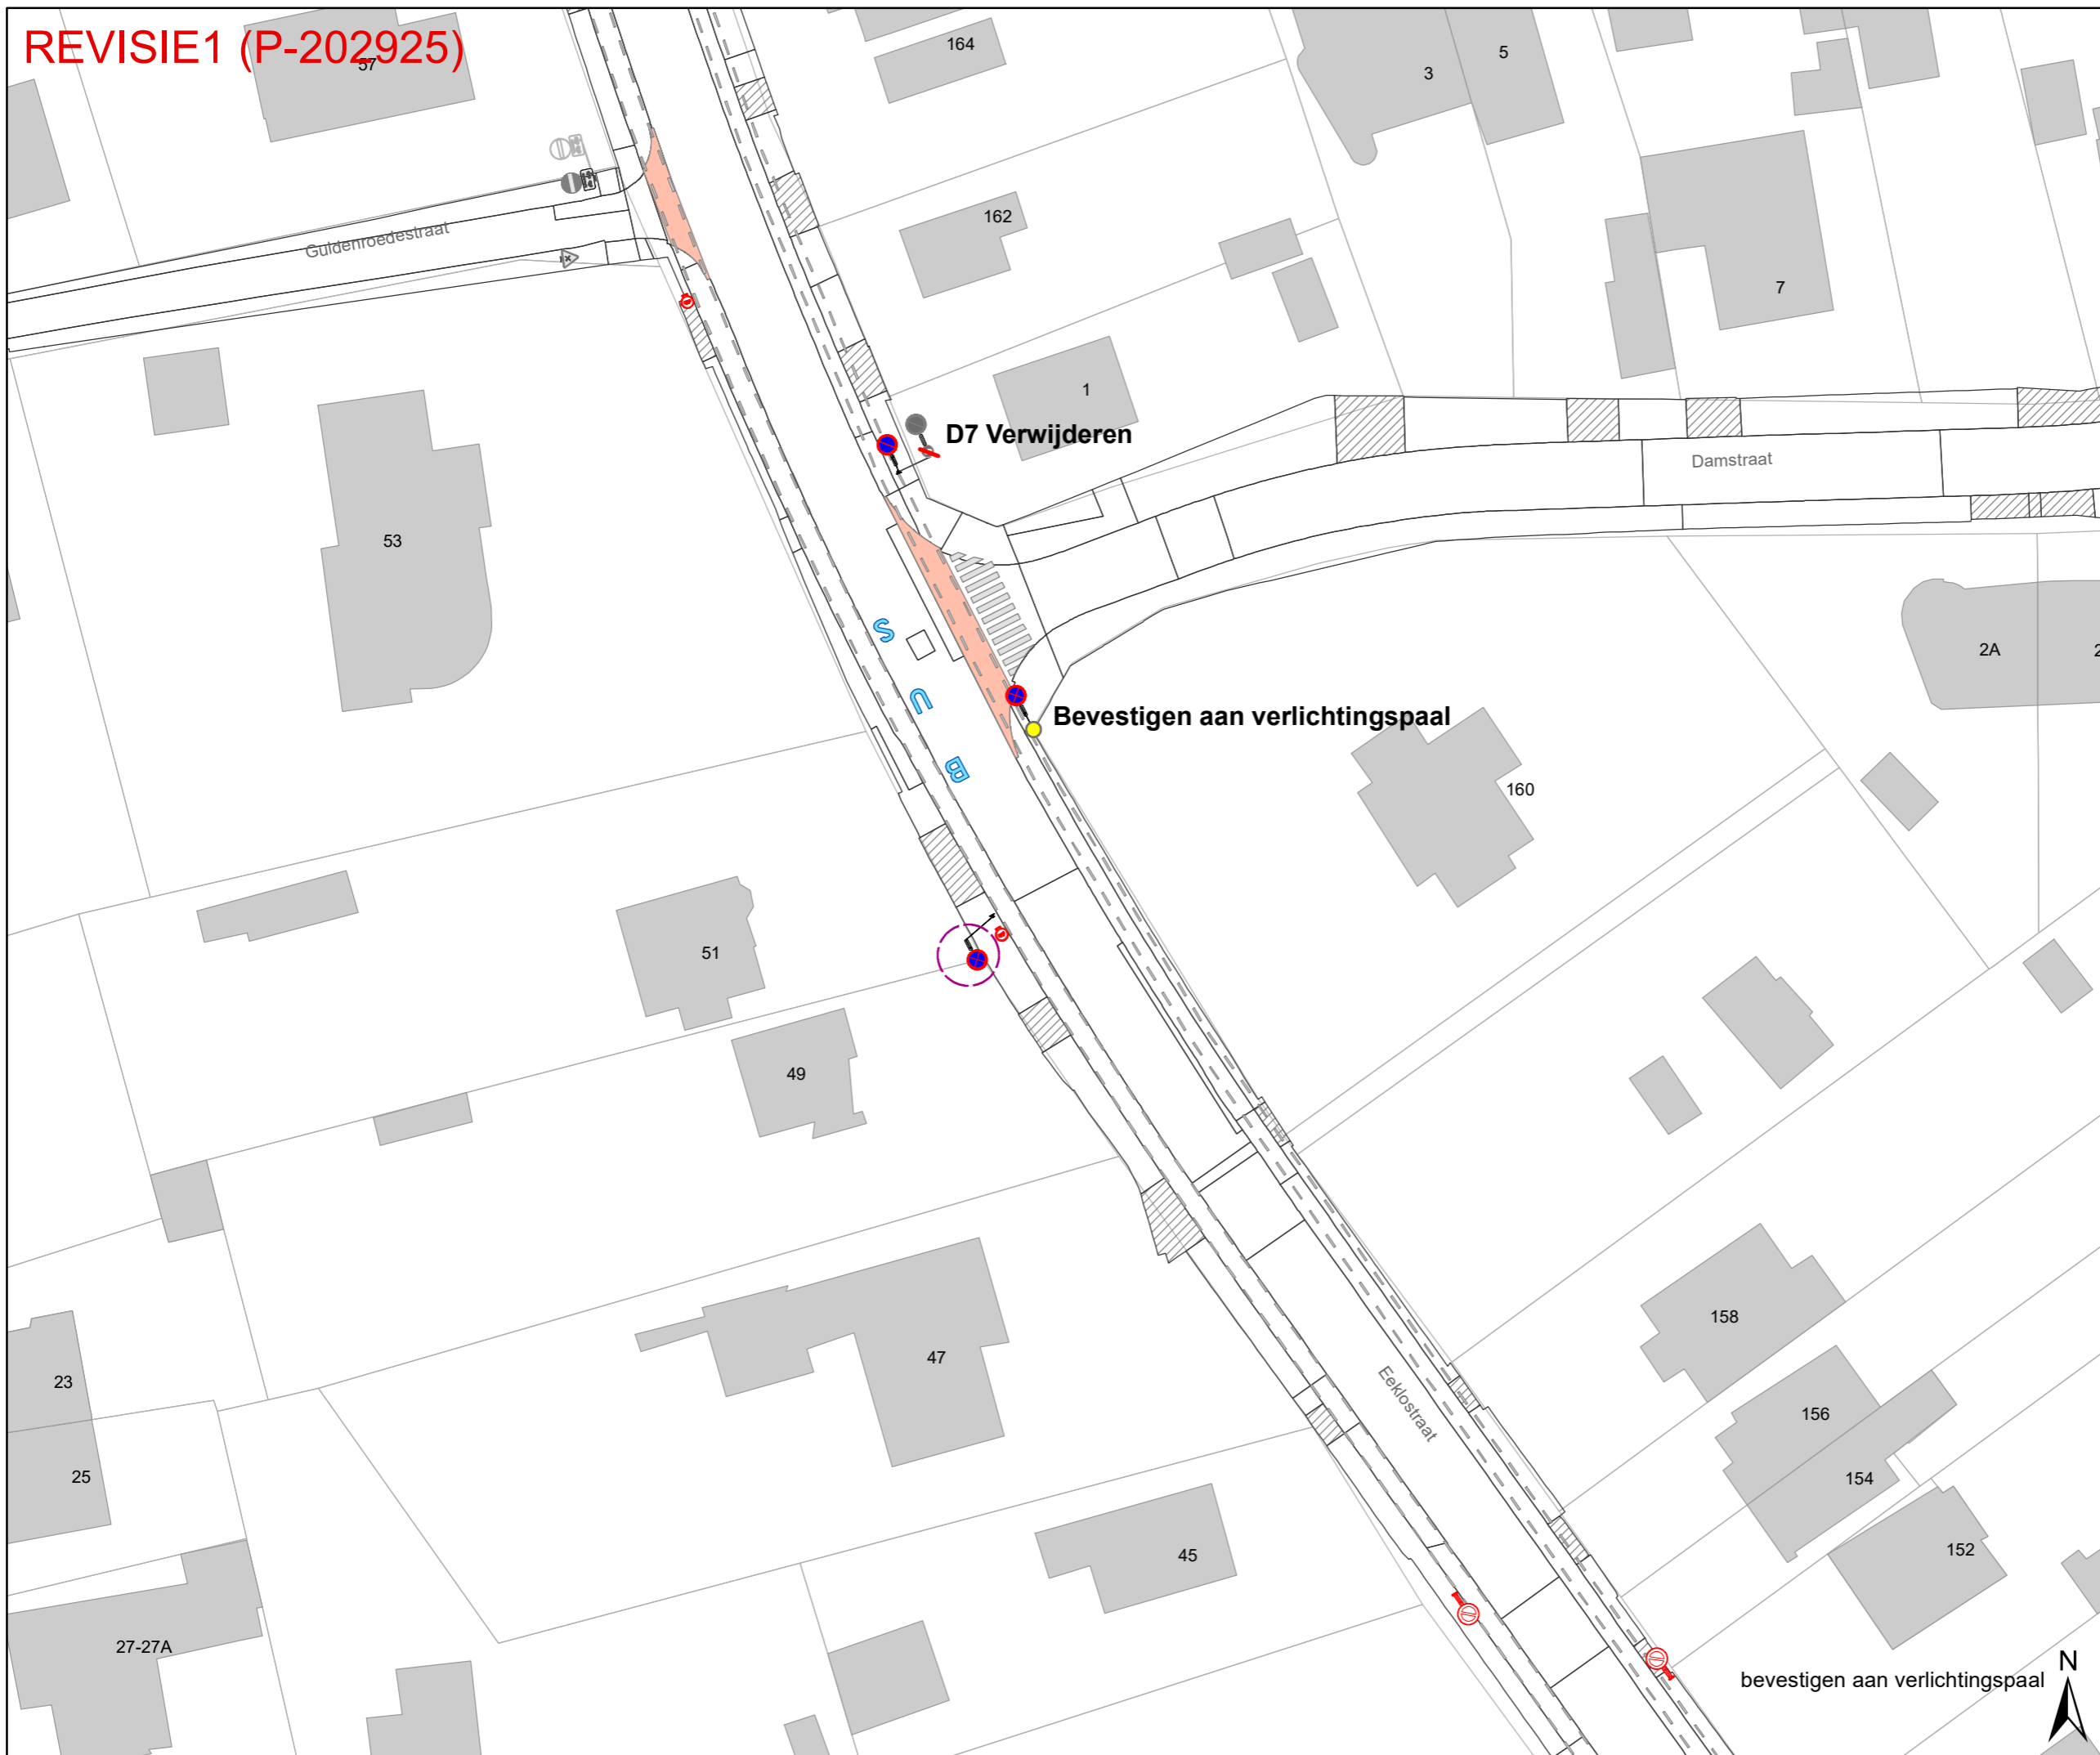 REVISIE1 (P-202925)
57
164
3
5
162
7
Guldenroedestraat
1
D7 Verwijderen
Damstraat
53
S
U
B
2A
2
Bevestigen aan verlichtingspaal
160
51
49
158
47
23
Eeklostraat
156
25
154
45
152
27-27A
bevestigen aan verlichtingspaal
N